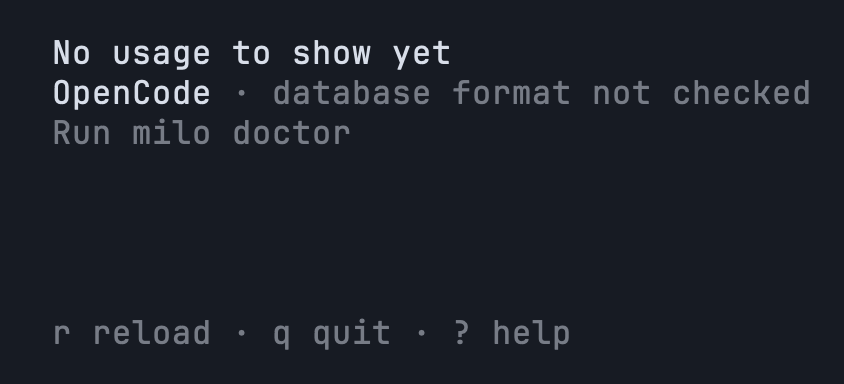 No usage to show yet
OpenCode · database format not checked
Run milo doctor
r reload · q quit · ? help